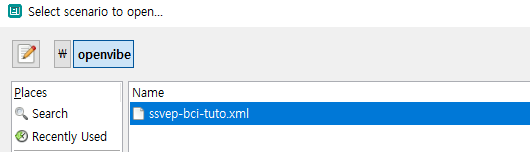 Select scenario to open...
₩ openvibe
Places Name
Search ssvep-bci-tuto.xml
Recently Used